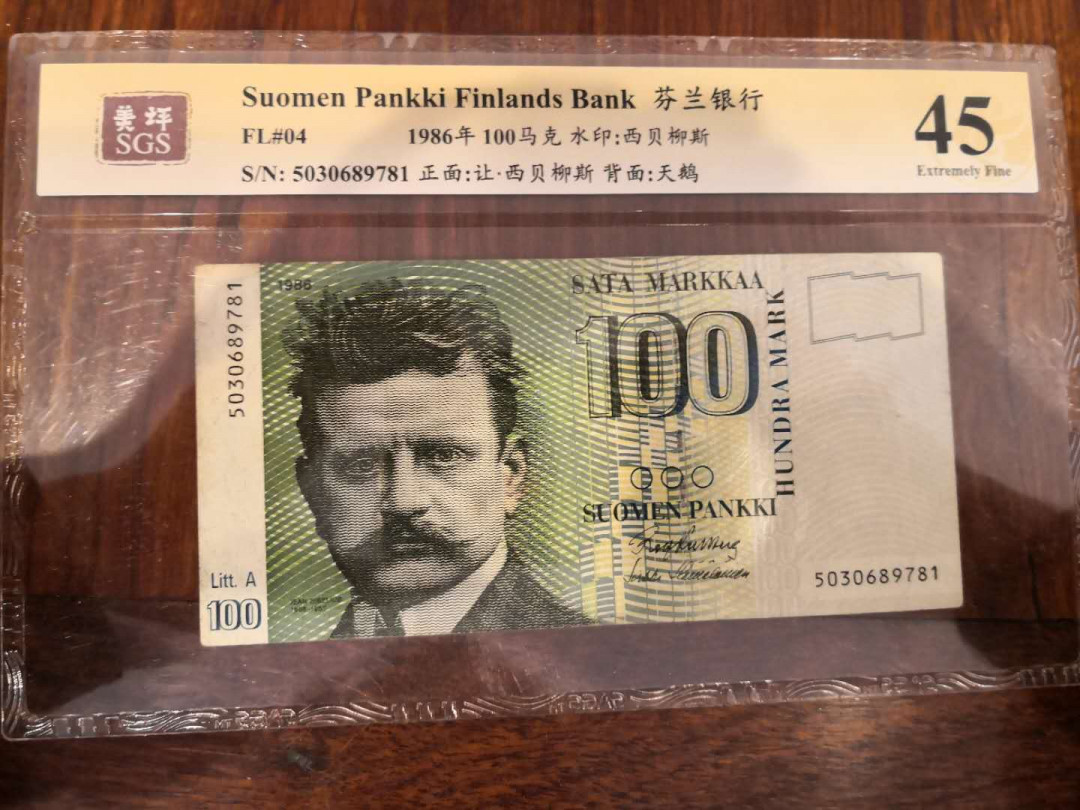 美评
SGS
Suomen Pankki Finlands Bank 芬兰银行
FL#04 1986年 100马克 水印:西贝柳斯
S/N: 5030689781 正面:让·西贝柳斯 背面:天鹅
45
Extremely Fine
5030689781
1986
SATA MARKKAA
100
HUNDRA MARK
SUOMEN PANKKI
Litt. A
100
5030689781